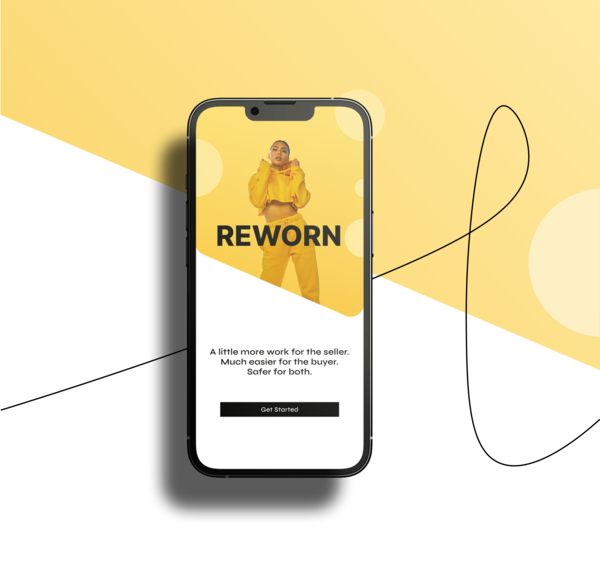 REWORN
A little more work for the seller.
Much easier for the buyer.
Safer for both.
Get Started